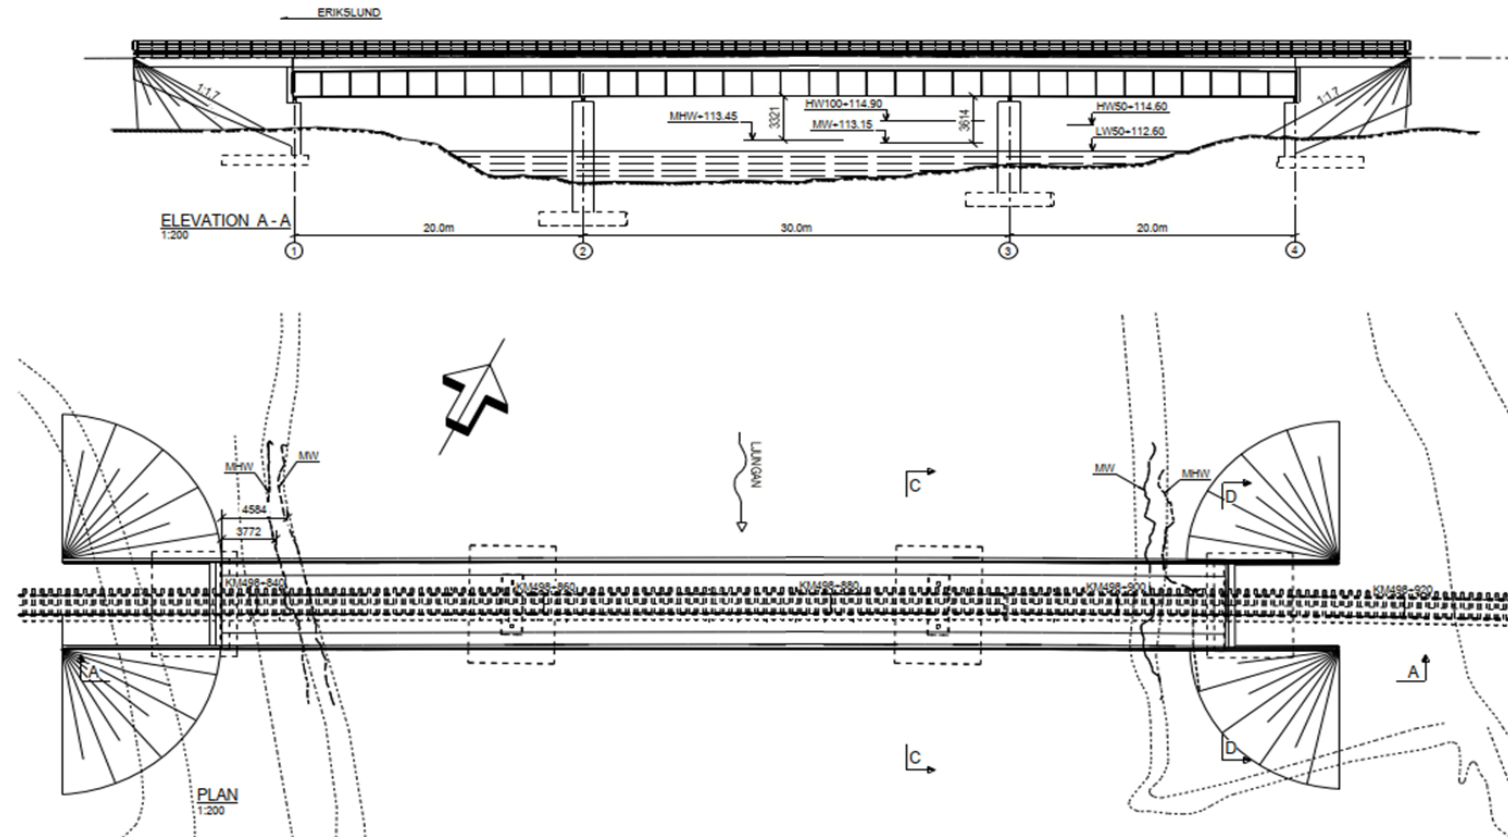 ERIKSLUND
1:1.7
1:1.7
MHW+113.45
3321
HW100+114.90
MW+113.15
3614
HW50+114.60
LW50+112.60
ELEVATION A - A
1:200
20.0m
30.0m
20.0m
1
2
3
4
MHW
MW
LJUNGAN
C
MW
MHW
D
4584
3772
KM498+840
KM498+860
KM498+880
KM498+900
KM498+920
A
A
C
D
PLAN
1:200